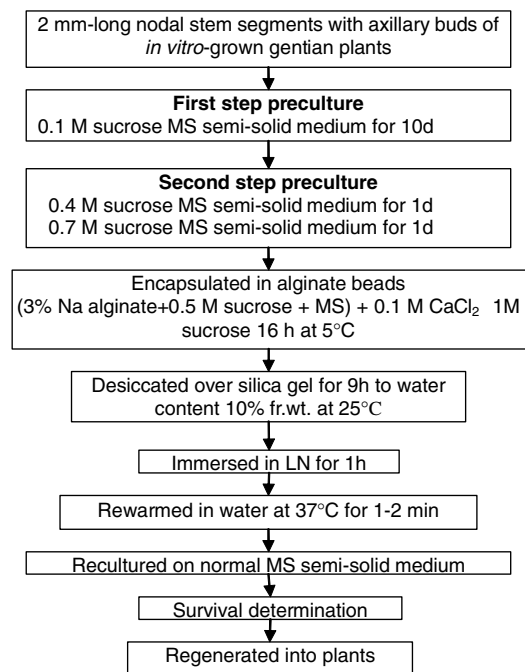 2 mm-long nodal stem segments with axillary buds of
in vitro-grown gentian plants
First step preculture
0.1 M sucrose MS semi-solid medium for 10d
Second step preculture
0.4 M sucrose MS semi-solid medium for 1d
0.7 M sucrose MS semi-solid medium for 1d
Encapsulated in alginate beads
(3% Na alginate+0.5 M sucrose + MS) + 0.1 M CaCl₂ 1M
sucrose 16 h at 5°C
Desiccated over silica gel for 9h to water
content 10% fr.wt. at 25°C
Immersed in LN for 1h
Rewarmed in water at 37°C for 1-2 min
Recultured on normal MS semi-solid medium
Survival determination
Regenerated into plants